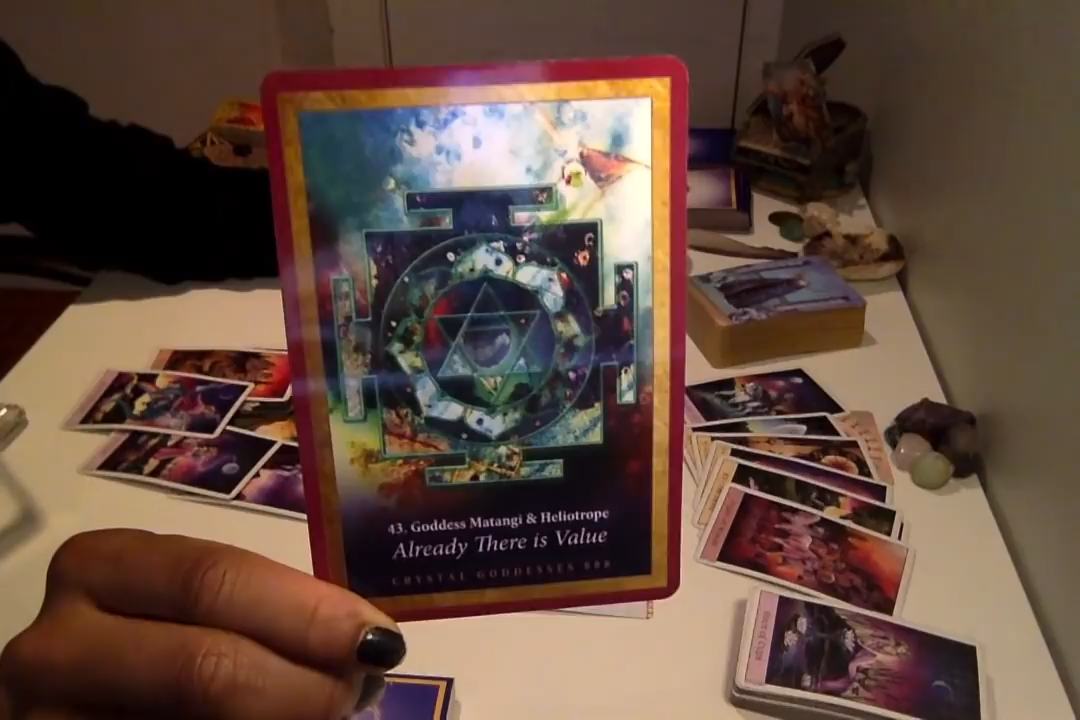 43. Goddess Matangi & Heliotrope
Already There is Value
CRYSTAL GODDESSES 888